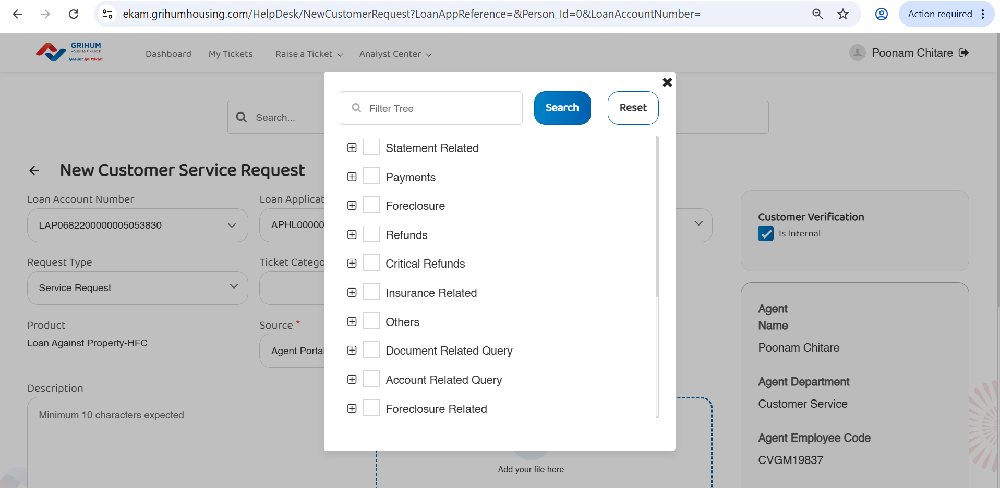 ekam.grihumhousing.com/HelpDesk/NewCustomerRequest?LoanAppReference=&Person_Id=0&LoanAccountNumber=
Action required
GRIHUM
HOUSING FINANCE
Apna Ghar. Apni Pehchan.
Dashboard
My Tickets
Raise a Ticket
Analyst Center
Poonam Chitare
Search...
Filter Tree
Search
Reset
Statement Related
Payments
Foreclosure
Refunds
Critical Refunds
Insurance Related
Others
Document Related Query
Account Related Query
Foreclosure Related
New Customer Service Request
Loan Account Number
LAP0682200000005053830
Loan Applicat
APHL00000
Request Type
Service Request
Ticket Catego
Product
Loan Against Property-HFC
Source *
Agent Porta
Description
Minimum 10 characters expected
Add your file here
Customer Verification
Is Internal
Agent
Name
Poonam Chitare
Agent Department
Customer Service
Agent Employee Code
CVGM19837